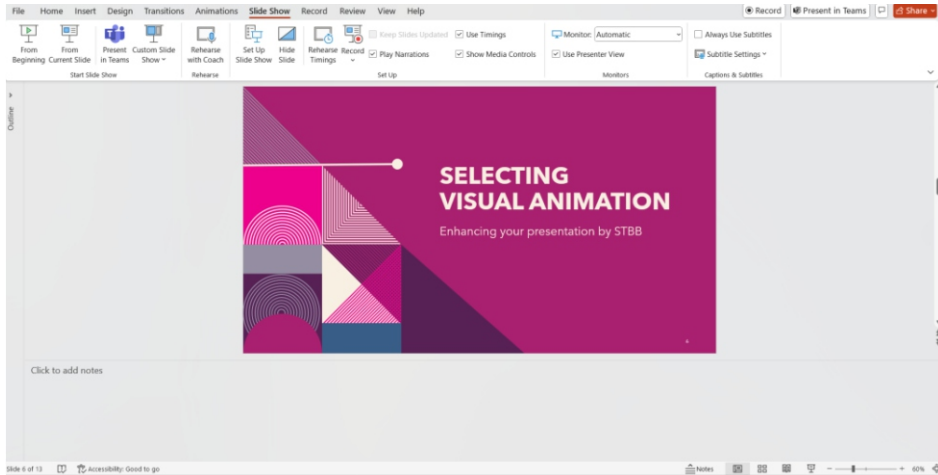 File Home Insert Design Transitions Animations Slide Show Record Review View Help
Record Present in Teams Share
From Beginning
From Current Slide
Present in Teams
Custom Slide Show
Start Slide Show
Rehearse with Coach
Rehearse
Set Up Slide Show
Hide Slide
Rehearse Timings
Record
Keep Slides Updated
Play Narrations
Use Timings
Show Media Controls
Set Up
Monitor: Automatic
Use Presenter View
Monitors
Always Use Subtitles
Subtitle Settings
Captions & Subtitles
Outline
SELECTING
VISUAL ANIMATION
Enhancing your presentation by STBB
Click to add notes
Slide 6 of 13 Accessibility: Good to go Notes 60%